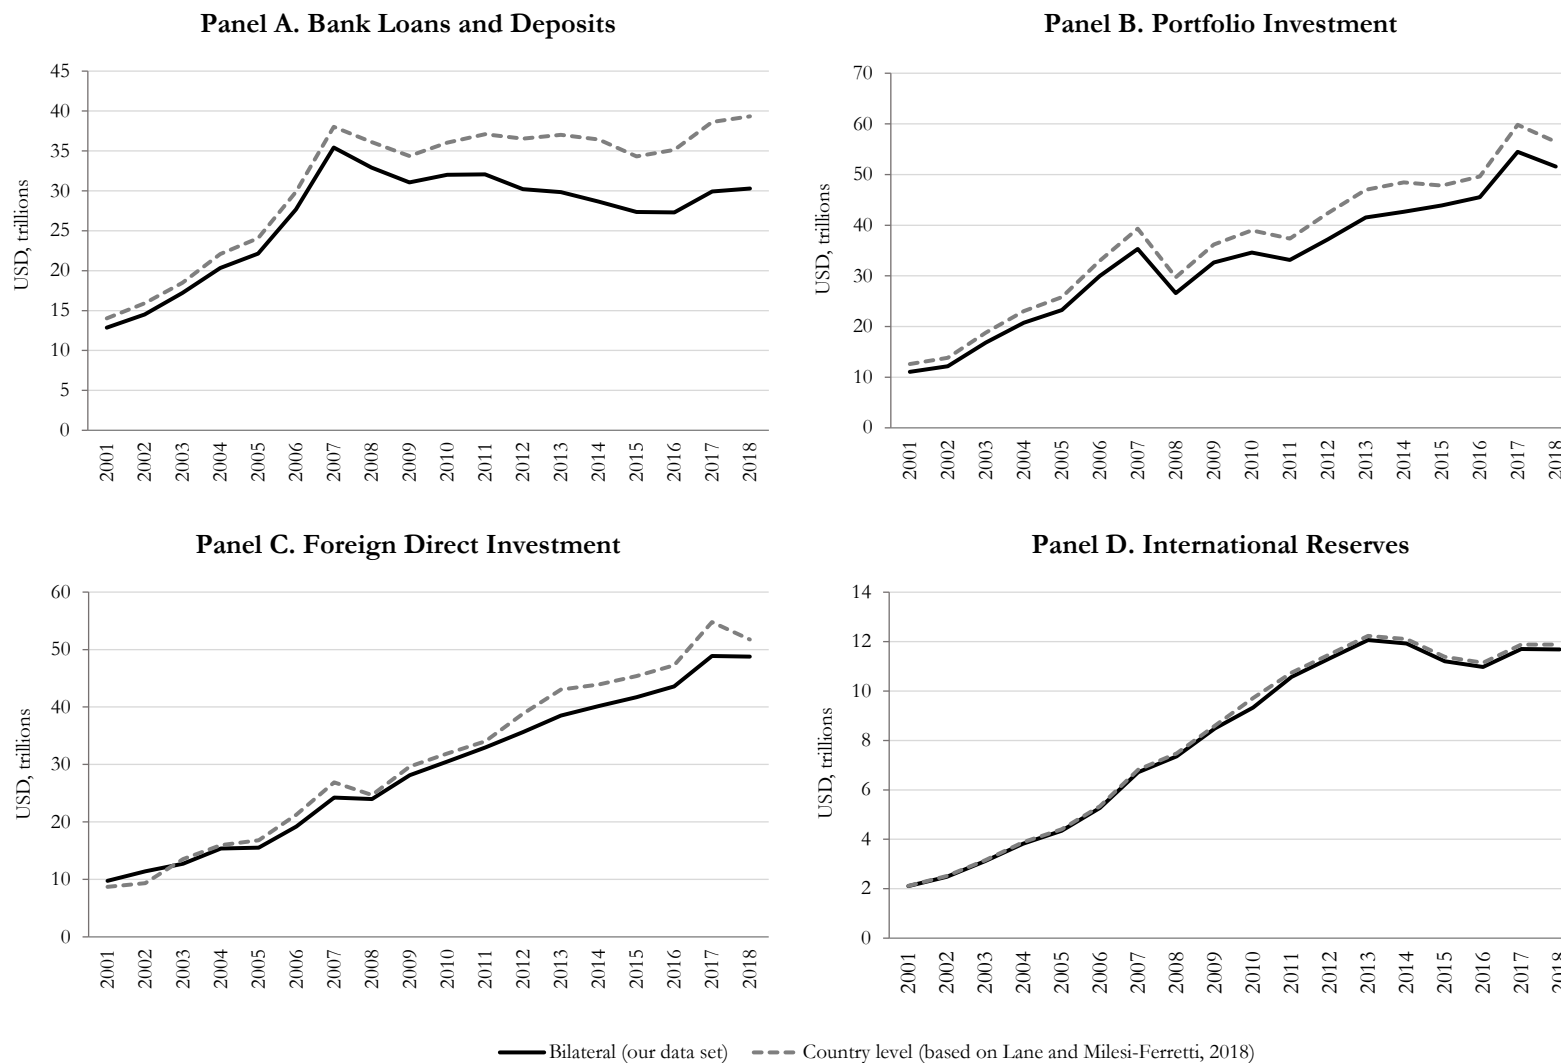 Panel A. Bank Loans and Deposits
USD, trillions
45
40
35
30
25
20
15
10
5
0
2001 2002 2003 2004 2005 2006 2007 2008 2009 2010 2011 2012 2013 2014 2015 2016 2017 2018
Panel B. Portfolio Investment
USD, trillions
70
60
50
40
30
20
10
0
2001 2002 2003 2004 2005 2006 2007 2008 2009 2010 2011 2012 2013 2014 2015 2016 2017 2018
Panel C. Foreign Direct Investment
USD, trillions
60
50
40
30
20
10
0
2001 2002 2003 2004 2005 2006 2007 2008 2009 2010 2011 2012 2013 2014 2015 2016 2017 2018
Panel D. International Reserves
USD, trillions
14
12
10
8
6
4
2
0
2001 2002 2003 2004 2005 2006 2007 2008 2009 2010 2011 2012 2013 2014 2015 2016 2017 2018
Bilateral (our data set) Country level (based on Lane and Milesi-Ferretti, 2018)